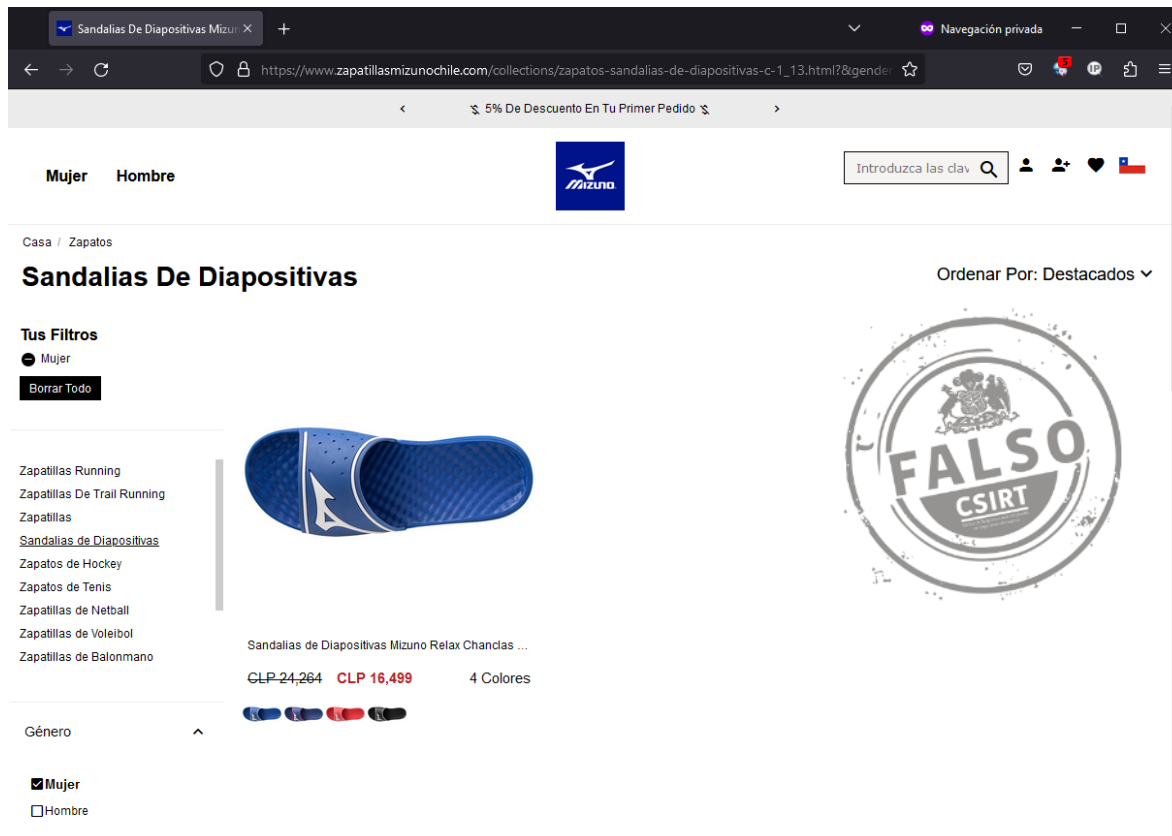 Sandalias De Diapositivas Mizun
Navegación privada
https://www.zapatillasmizunochile.com/collections/zapatos-sandalias-de-diapositivas-c-1_13.html?&gender
5
IP
5% De Descuento En Tu Primer Pedido
Mujer Hombre
MIZUNO
Introduzca las clav
Casa / Zapatos
Sandalias De Diapositivas
Ordenar Por: Destacados
Tus Filtros
Mujer
Borrar Todo
FALSO
CSIRT
Zapatillas Running
Zapatillas De Trail Running
Zapatillas
Sandalias de Diapositivas
Zapatos de Hockey
Zapatos de Tenis
Zapatillas de Netball
Zapatillas de Voleibol
Zapatillas de Balonmano
Sandalias de Diapositivas Mizuno Relax Chanclas ...
CLP 24,264 CLP 16,499 4 Colores
Género
Mujer
Hombre